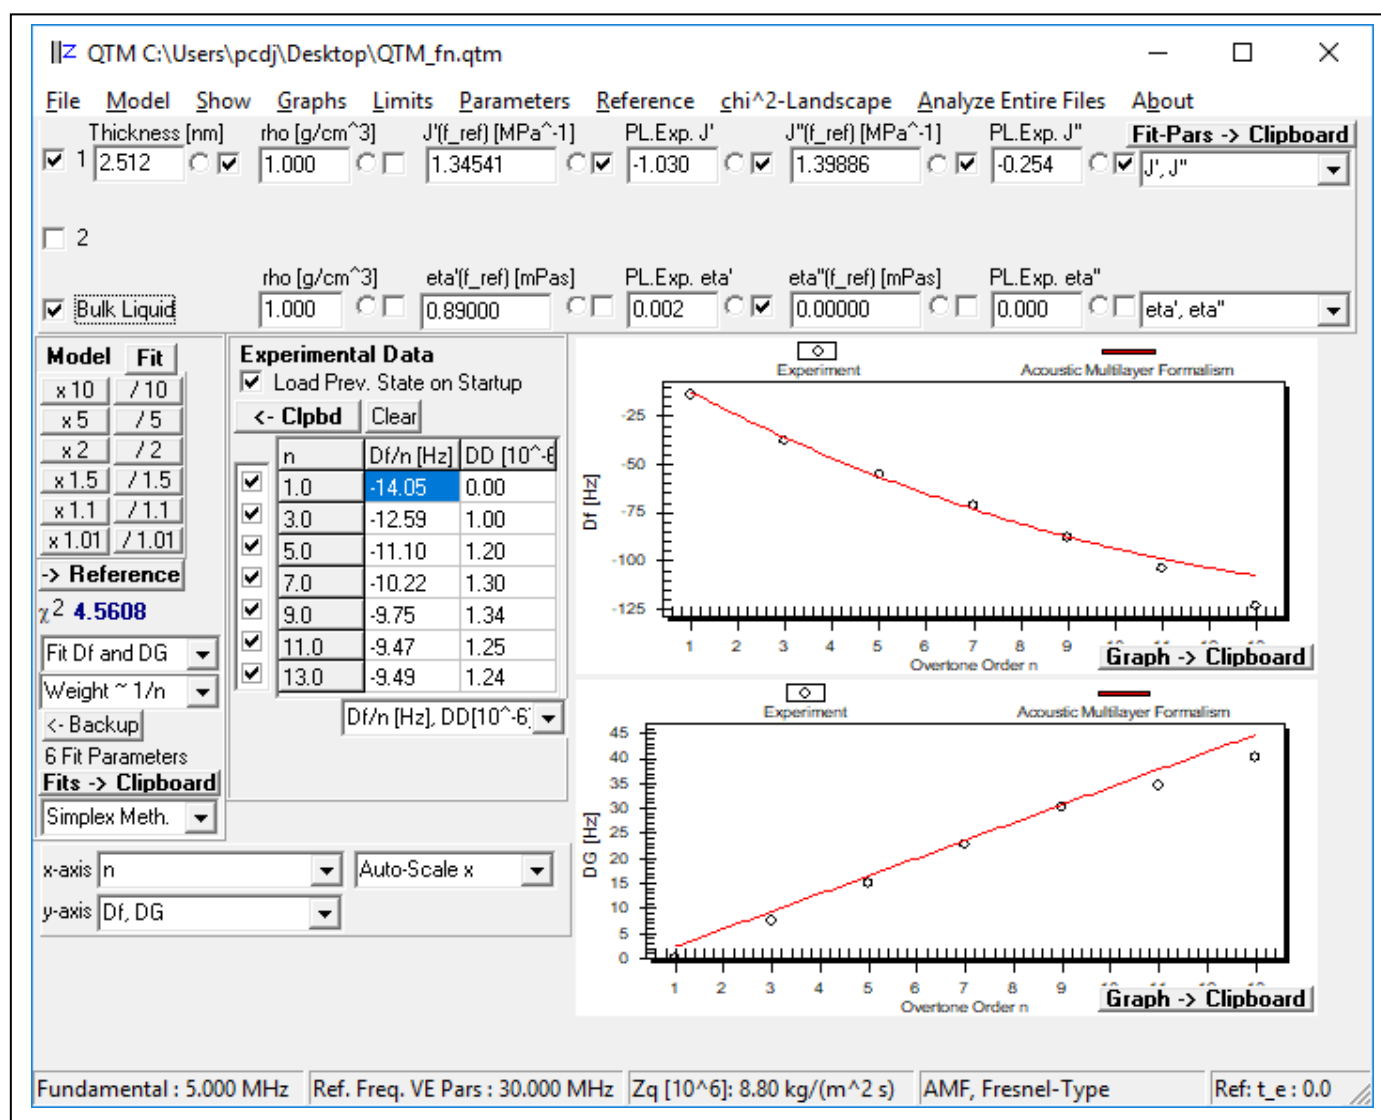 QTM C:\Users\pcdj\Desktop\QTM_fn.qtm
File Model Show Graphs Limits Parameters Reference chi^2-Landscape Analyze Entire Files About
Thickness [nm] rho [g/cm^3] J'(f_ref) [MPa^-1] PL.Exp. J' J''(f_ref) [MPa^-1] PL.Exp. J'' Fit-Pars -> Clipboard
1 2.512 1.000 1.34541 -1.030 1.39886 -0.254 J', J''
2
rho [g/cm^3] eta'(f_ref) [mPas] PL.Exp. eta' eta''(f_ref) [mPas] PL.Exp. eta''
Bulk Liquid 1.000 0.89000 0.002 0.00000 0.000 eta', eta''
Model Fit
x 10 / 10
x 5 / 5
x 2 / 2
x 1.5 / 1.5
x 1.1 / 1.1
x 1.01 / 1.01
-> Reference
χ2 4.5608
Fit Df and DG
Weight ~ 1/n
<- Backup
6 Fit Parameters
Fits -> Clipboard
Simplex Meth.
Experimental Data
Load Prev. State on Startup
<- Clpbd Clear
n Df/n [Hz] DD [10^-6
1.0 -14.05 0.00
3.0 -12.59 1.00
5.0 -11.10 1.20
7.0 -10.22 1.30
9.0 -9.75 1.34
11.0 -9.47 1.25
13.0 -9.49 1.24
Df/n [Hz], DD[10^-6]
x-axis n Auto-Scale x
y-axis Df, DG
Experiment Acoustic Multilayer Formalism
-25
-50
-75
-100
-125
Df [Hz]
1 2 3 4 5 6 7 8 9
Overtone Order n
Graph -> Clipboard
Experiment Acoustic Multilayer Formalism
45
40
35
30
25
20
15
10
5
0
DG [Hz]
1 2 3 4 5 6 7 8 9
Overtone Order n
Graph -> Clipboard
Fundamental : 5.000 MHz Ref. Freq. VE Pars : 30.000 MHz Zq [10^6]: 8.80 kg/(m^2 s) AMF, Fresnel-Type Ref: t_e : 0.0